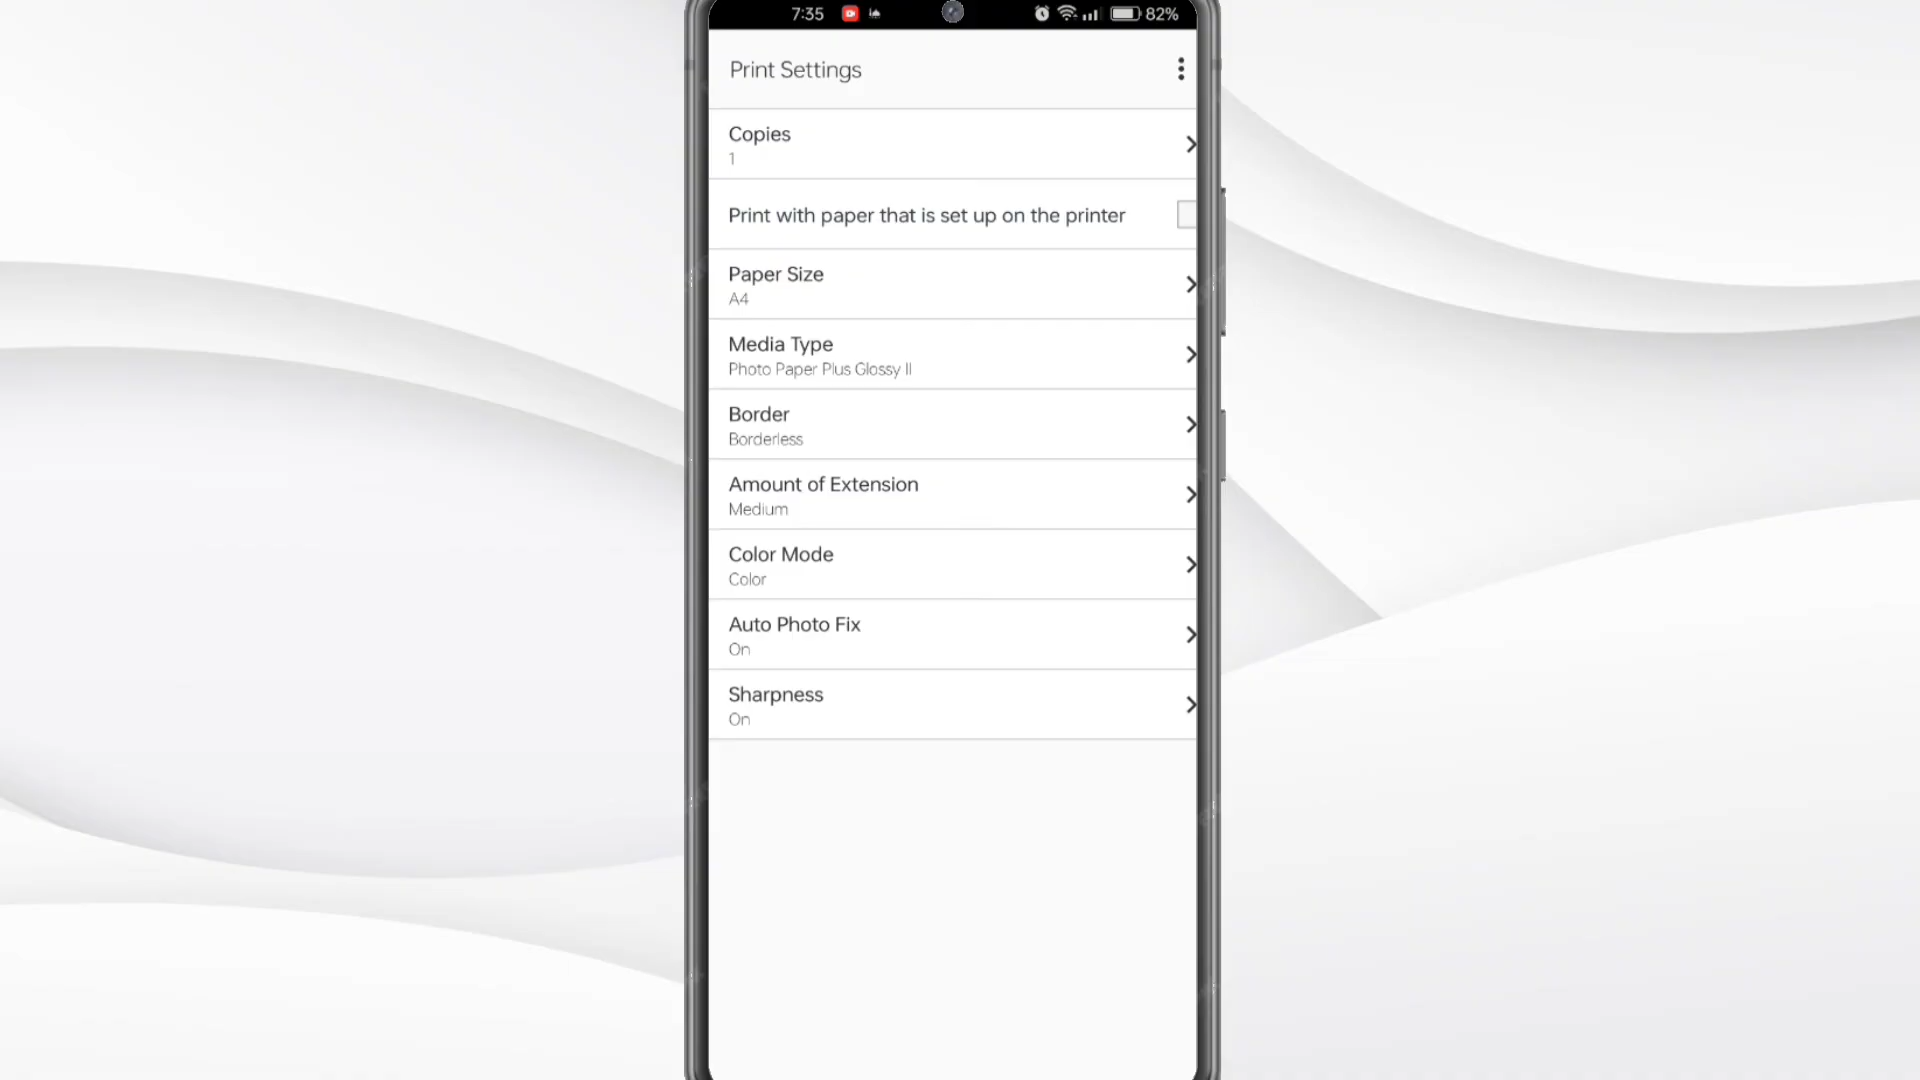 7:35
82%
Print Settings
Copies
1
Print with paper that is set up on the printer
Paper Size
A4
Media Type
Photo Paper Plus Glossy II
Border
Borderless
Amount of Extension
Medium
Color Mode
Color
Auto Photo Fix
On
Sharpness
On